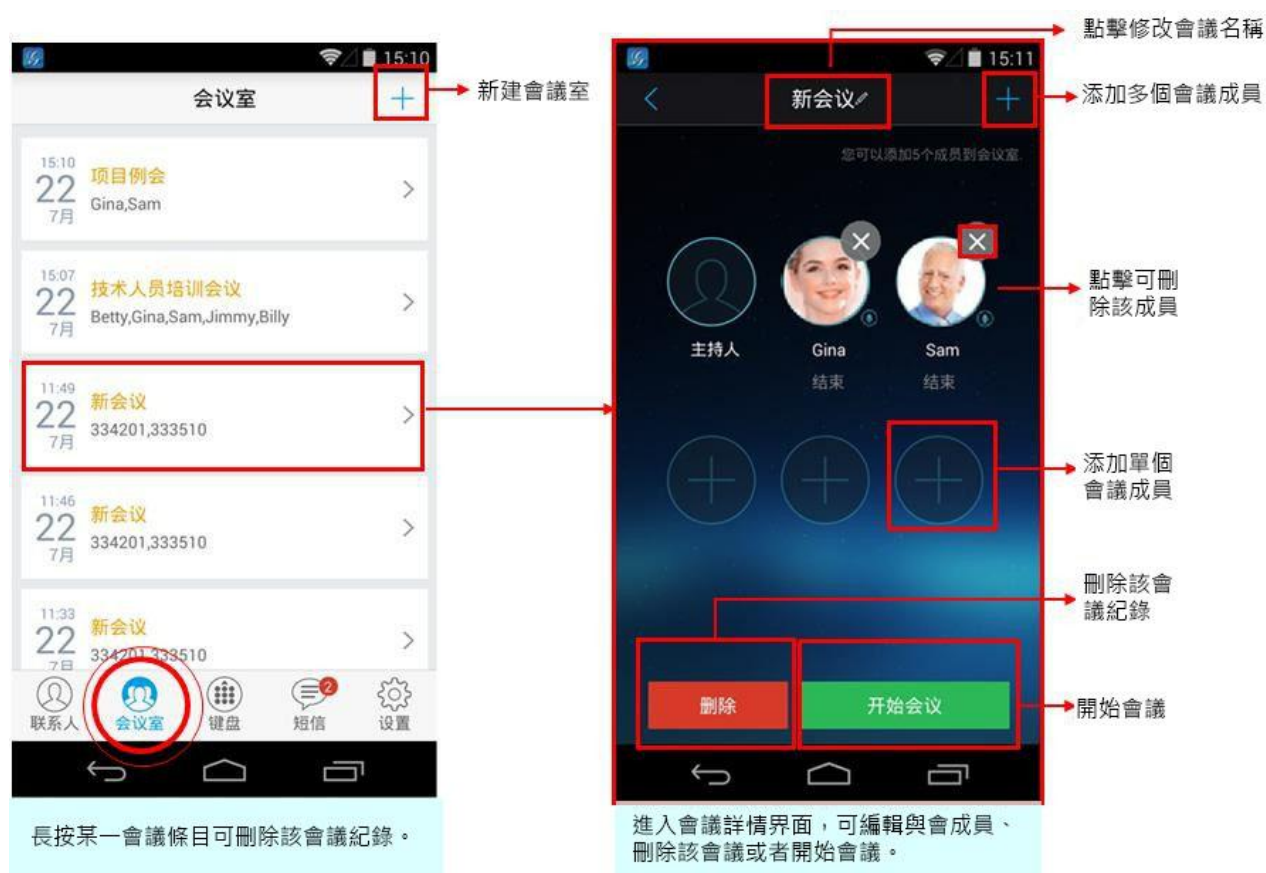 15:10
会议室
新建會議室
15:10
22
7月
项目例会
Gina,Sam
15:07
22
7月
技术人员培训会议
Betty,Gina,Sam,Jimmy,Billy
11:49
22
7月
新会议
334201,333510
11:46
22
7月
新会议
334201,333510
11:33
22
7月
新会议
334201,333510
联系人
会议室
键盘
短信
2
设置
長按某一會議條目可刪除該會議紀錄。
點擊修改會議名稱
15:11
新会议
添加多個會議成員
您可以添加5个成员到会议室.
點擊可刪
除該成員
主持人
Gina
Sam
结束
结束
添加單個
會議成員
刪除該會
議紀錄
删除
开始会议
開始會議
進入會議詳情界面，可編輯與會成員、
刪除該會議或者開始會議。